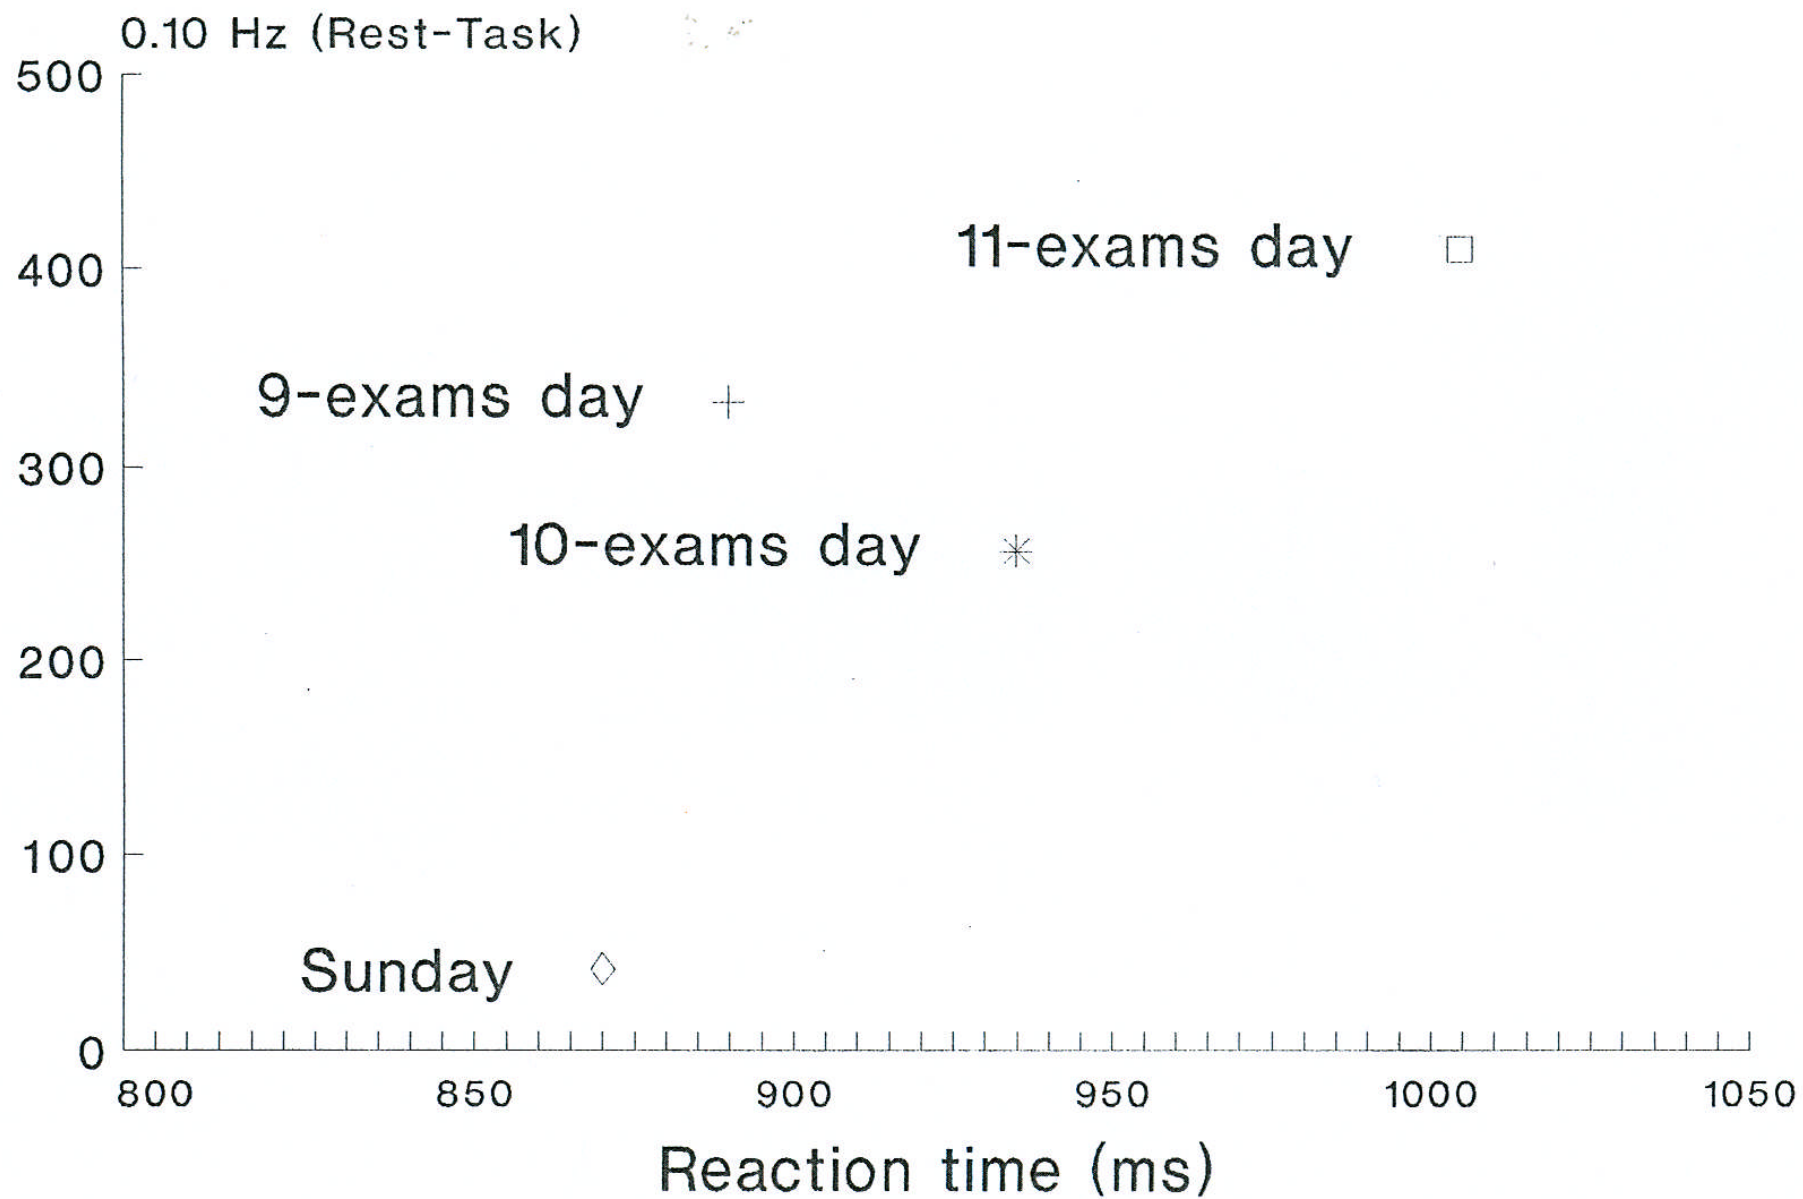 0.10 Hz (Rest-Task)
500
400
300
200
100
0
11-exams day
9-exams day
10-exams day
Sunday
800 850 900 950 1000 1050
Reaction time (ms)